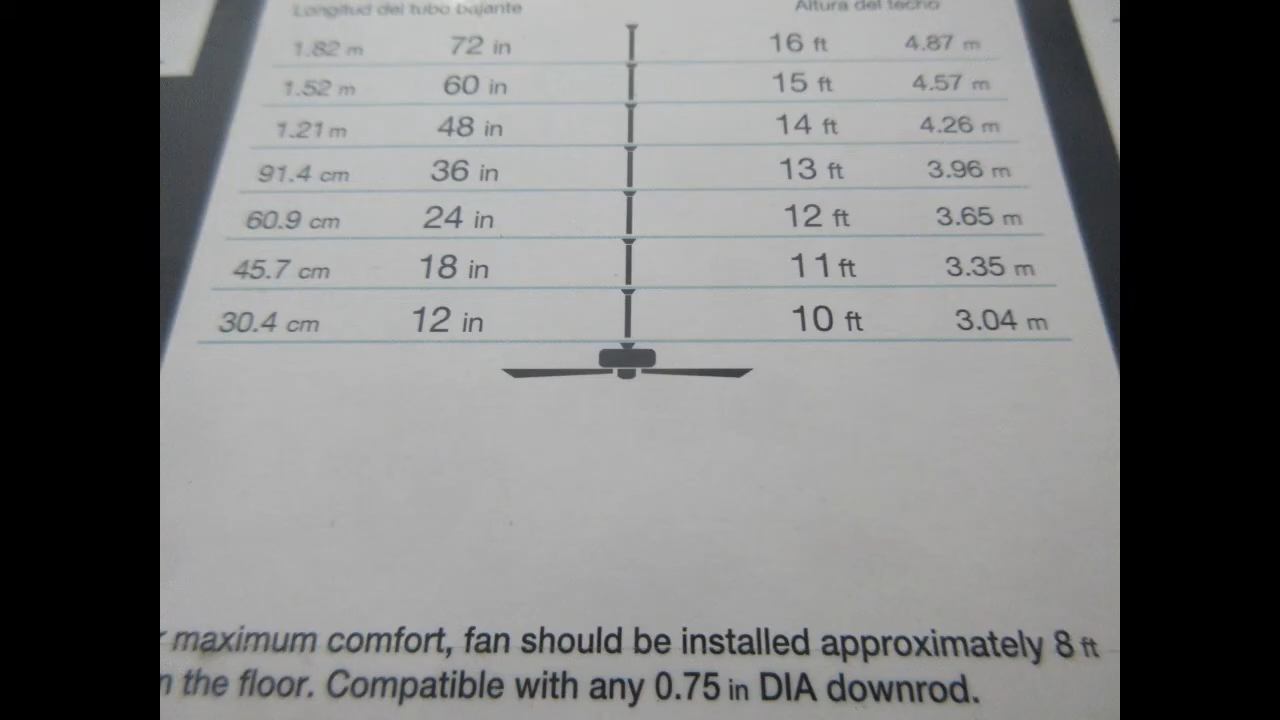 Longitud del tubo bajante Altura del techo
1.82 m 72 in 16 ft 4.87 m
1.52 m 60 in 15 ft 4.57 m
1.21 m 48 in 14 ft 4.26 m
91.4 cm 36 in 13 ft 3.96 m
60.9 cm 24 in 12 ft 3.65 m
45.7 cm 18 in 11 ft 3.35 m
30.4 cm 12 in 10 ft 3.04 m
maximum comfort, fan should be installed approximately 8 ft
the floor. Compatible with any 0.75 in DIA downrod.